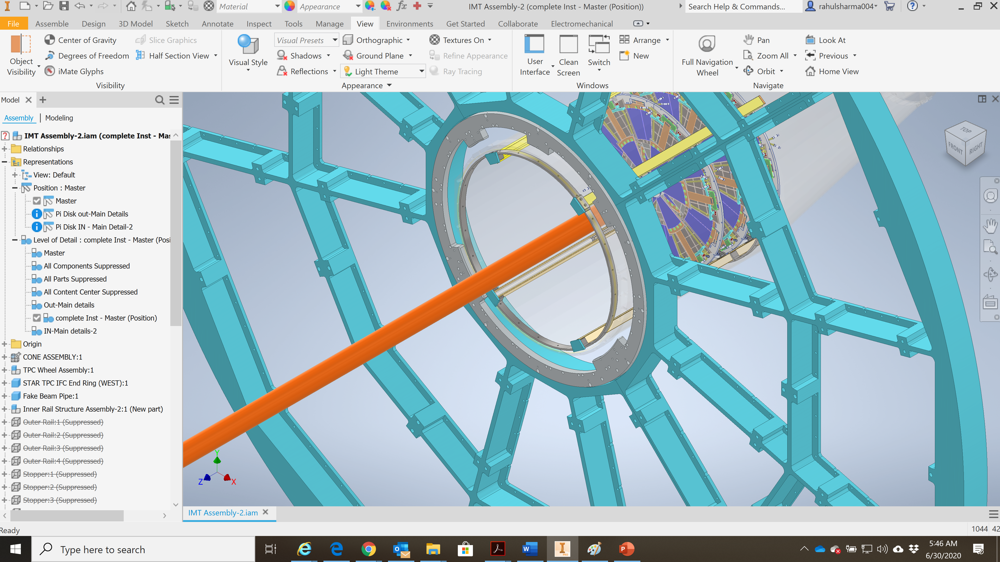 Material
Appearance
IMT Assembly-2 (complete Inst - Master (Position))
Search Help & Commands...
rahulsharma004
File
Assemble
Design
3D Model
Sketch
Annotate
Inspect
Tools
Manage
View
Environments
Get Started
Collaborate
Electromechanical
Object Visibility
Center of Gravity
Degrees of Freedom
iMate Glyphs
Slice Graphics
Half Section View
Visibility
Visual Style
Visual Presets
Shadows
Reflections
Orthographic
Ground Plane
Light Theme
Textures On
Refine Appearance
Ray Tracing
Appearance
User Interface
Clean Screen
Switch
Arrange
New
Windows
Full Navigation Wheel
Pan
Zoom All
Orbit
Look At
Previous
Home View
Navigate
Model
Assembly | Modeling
IMT Assembly-2.iam (complete Inst - Mas
Relationships
Representations
View: Default
Position : Master
Master
Pi Disk out-Main Details
Pi Disk IN - Main Detail-2
Level of Detail : complete Inst - Master (Posi
Master
All Components Suppressed
All Parts Suppressed
All Content Center Suppressed
Out-Main details
complete Inst - Master (Position)
IN-Main details-2
Origin
CONE ASSEMBLY:1
TPC Wheel Assembly:1
STAR TPC IFC End Ring (WEST):1
Fake Beam Pipe:1
Inner Rail Structure Assembly-2:1 (New part)
Outer Rail:1 (Suppressed)
Outer Rail:2 (Suppressed)
Outer Rail:3 (Suppressed)
Outer Rail:4 (Suppressed)
Stopper:1 (Suppressed)
Stopper:2 (Suppressed)
Stopper:3 (Suppressed)
TOP
FRONT
RIGHT
Y
Z
X
IMT Assembly-2.iam
Ready
1044 42
Type here to search
PRO
5:46 AM
6/30/2020